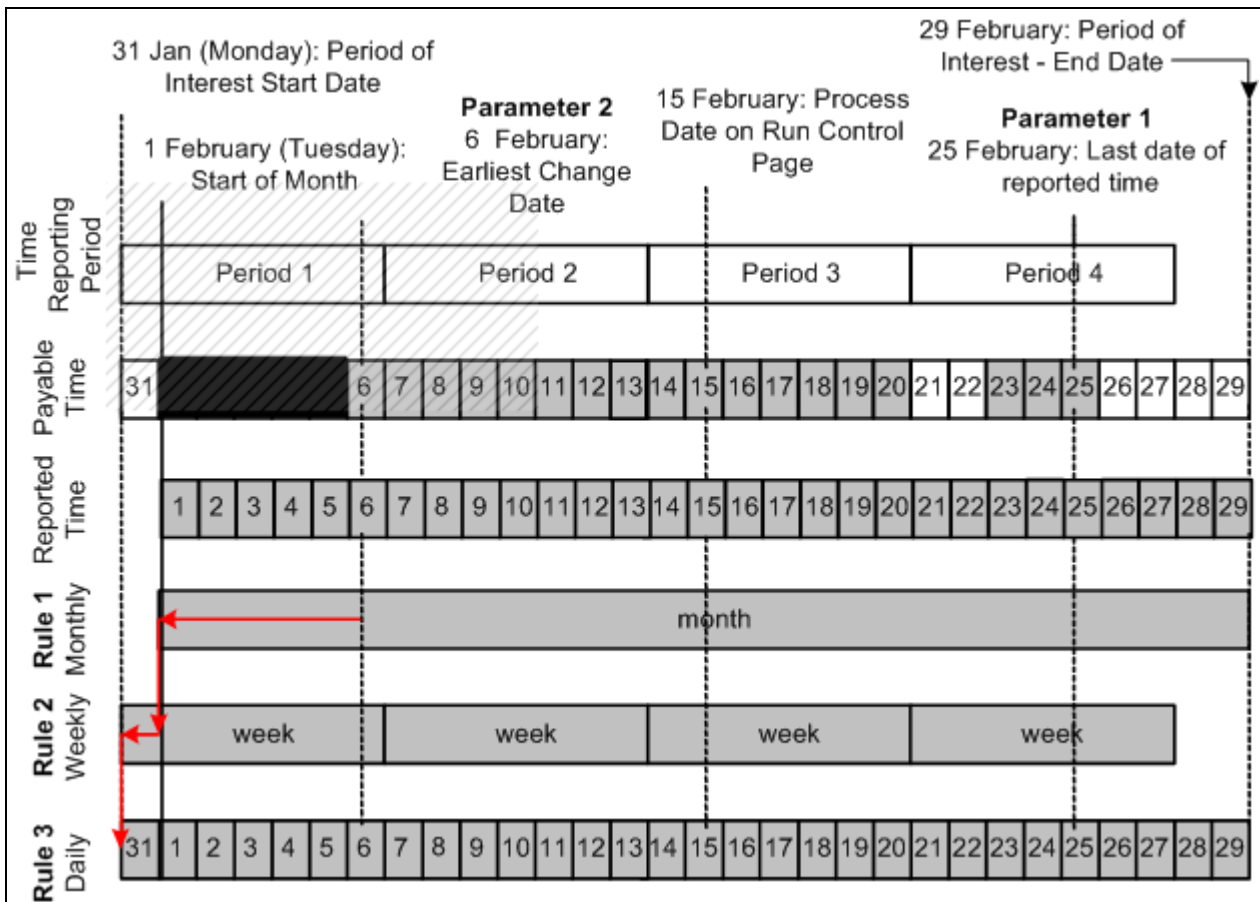 31 Jan (Monday): Period of
Interest Start Date
1 February (Tuesday):
Start of Month
Parameter 2
6 February:
Earliest Change
Date
15 February: Process
Date on Run Control
Page
29 February: Period of
Interest - End Date
Parameter 1
25 February: Last date of
reported time
Time
Reporting
Period
Period 1 Period 2 Period 3 Period 4
Payable
Time
31 6 7 8 9 10 11 12 13 14 15 16 17 18 19 20 21 22 23 24 25 26 27 28 29
Reported
Time
1 2 3 4 5 6 7 8 9 10 11 12 13 14 15 16 17 18 19 20 21 22 23 24 25 26 27 28 29
Rule 1
Monthly
month
Rule 2
Weekly
week week week week
Rule 3
Daily
31 1 2 3 4 5 6 7 8 9 10 11 12 13 14 15 16 17 18 19 20 21 22 23 24 25 26 27 28 29